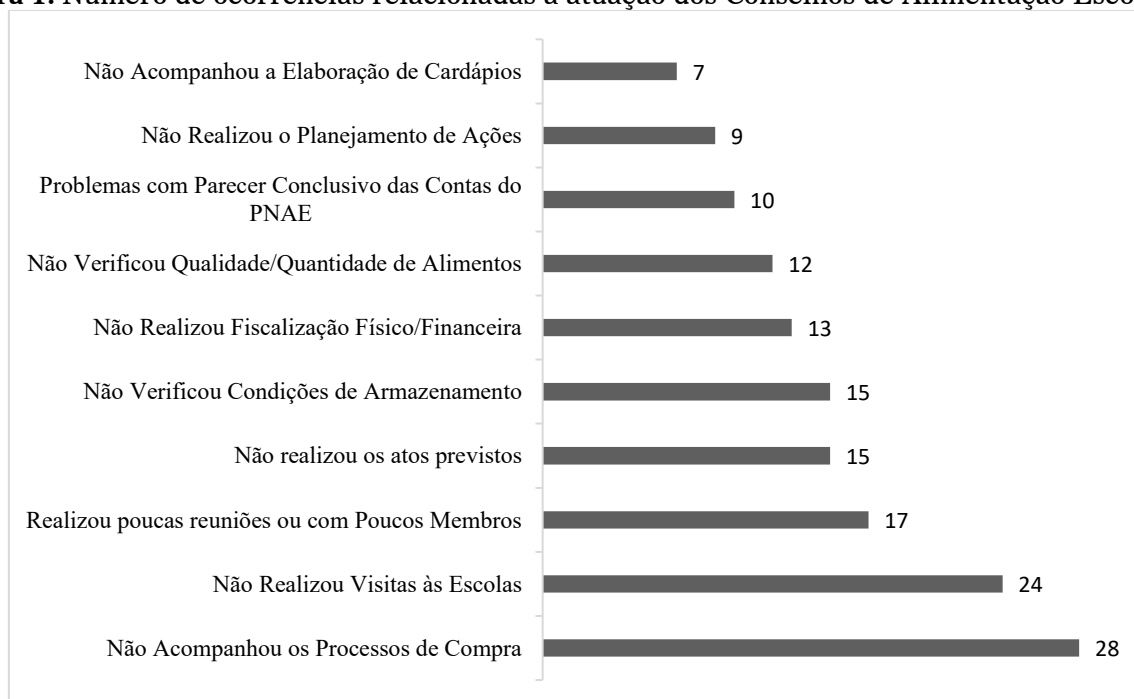 1. Número de ocorrências relacionadas à atuação dos Conselhos de Alimentação
Não Acompanhou a Elaboração de Cardápios 7
Não Realizou o Planejamento de Ações 9
Problemas com Parecer Conclusivo das Contas do
PNAE 10
Não Verificou Qualidade/Quantidade de Alimentos 12
Não Realizou Fiscalização Físico/Financeira 13
Não Verificou Condições de Armazenamento 15
Não realizou os atos previstos 15
Realizou poucas reuniões ou com Poucos Membros 17
Não Realizou Visitas às Escolas 24
Não Acompanhou os Processos de Compra 28